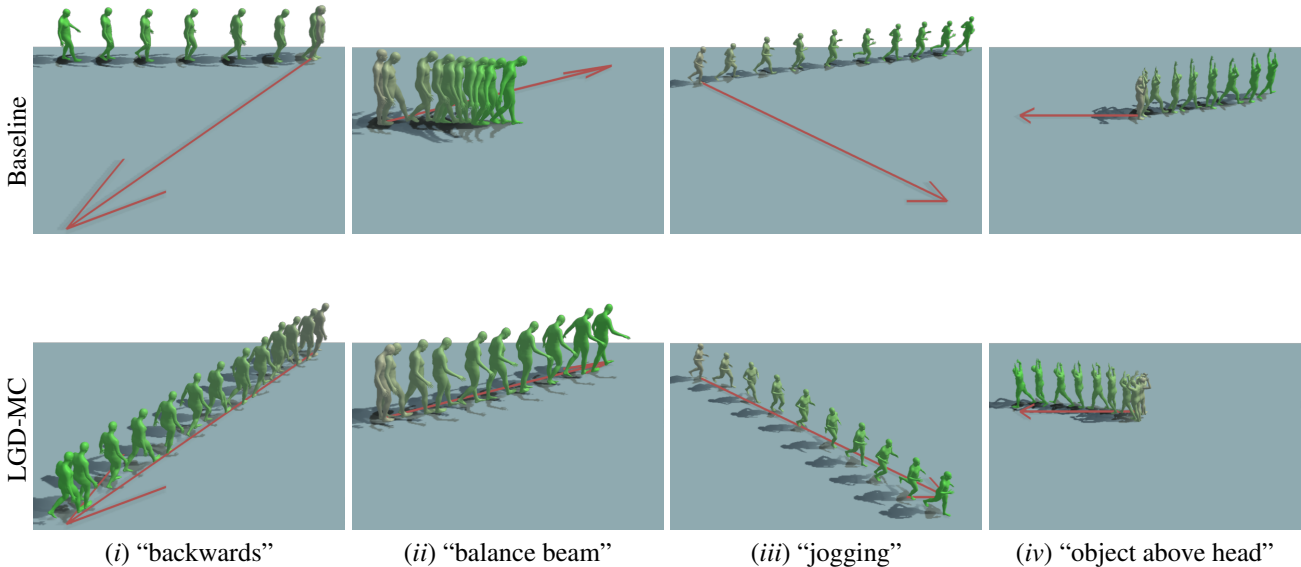 Baseline
LGD-MC
(i) “backwards”
(ii) “balance beam”
(iii) “jogging”
(iv) “object above head”